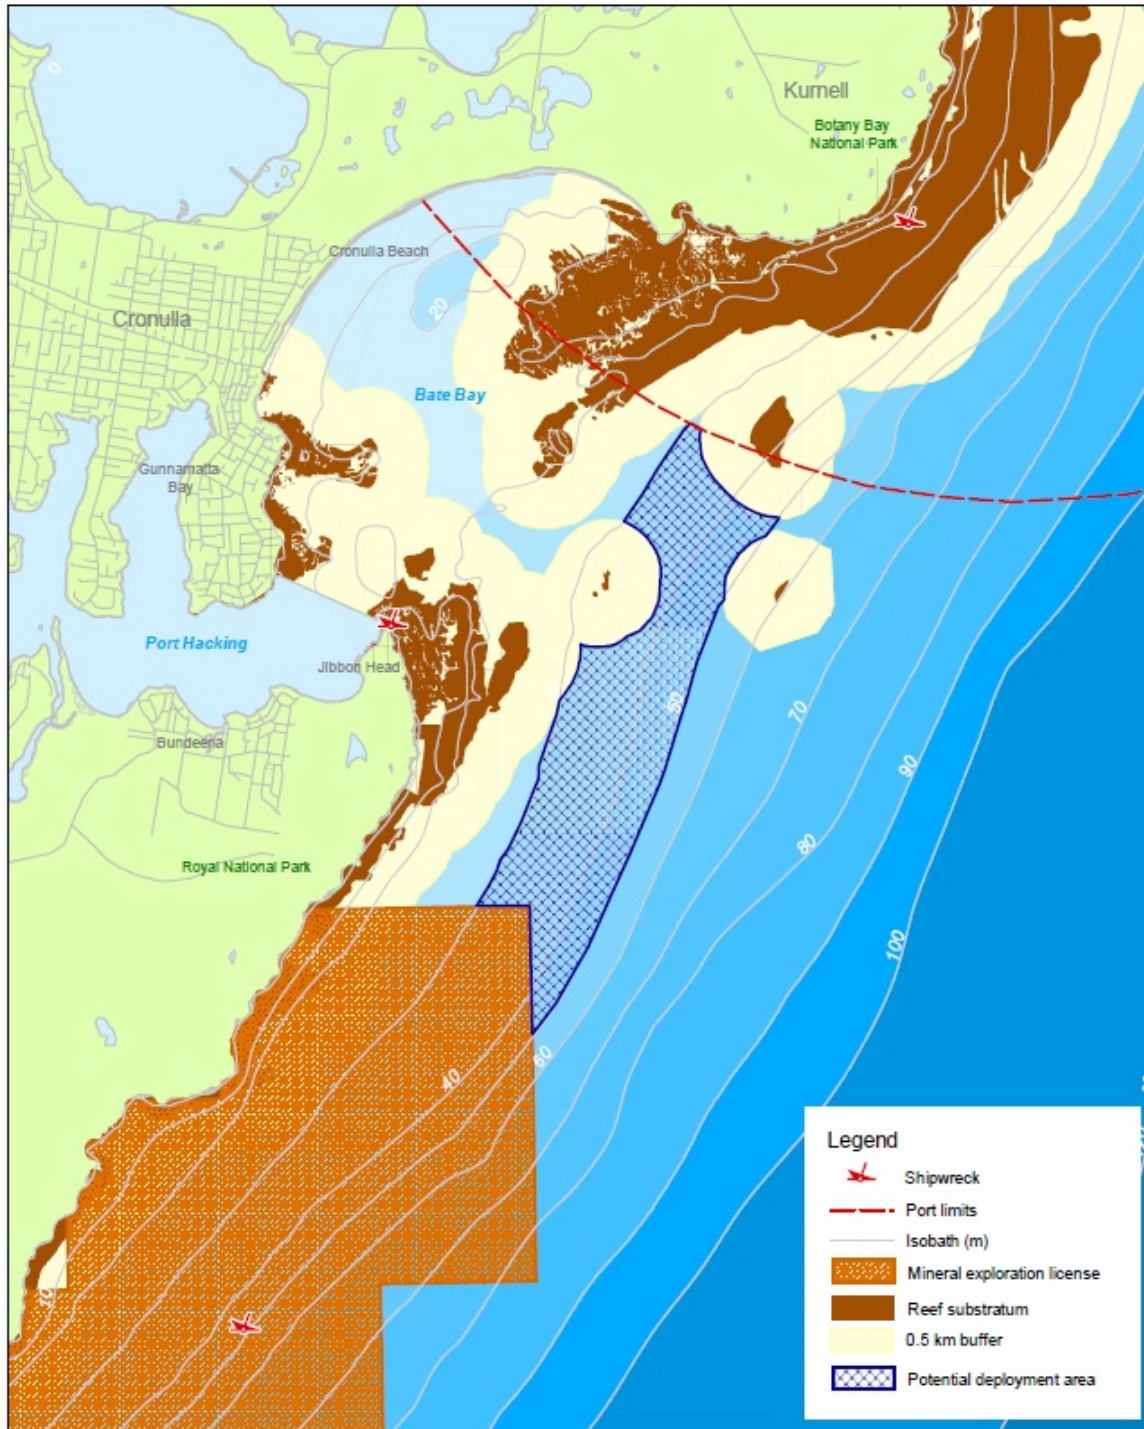 0
Kurnell
Botany Bay
National Park
Cronulla Beach
Cronulla
20
Bate Bay
Gunnamatta
Bay
Port Hacking
Jibbon Head
50
70
Bundeena
90
80
Royal National Park
100
40
60
10
Legend
Shipwreck
Port limits
Isobath (m)
Mineral exploration license
Reef substratum
0.5 km buffer
Potential deployment area